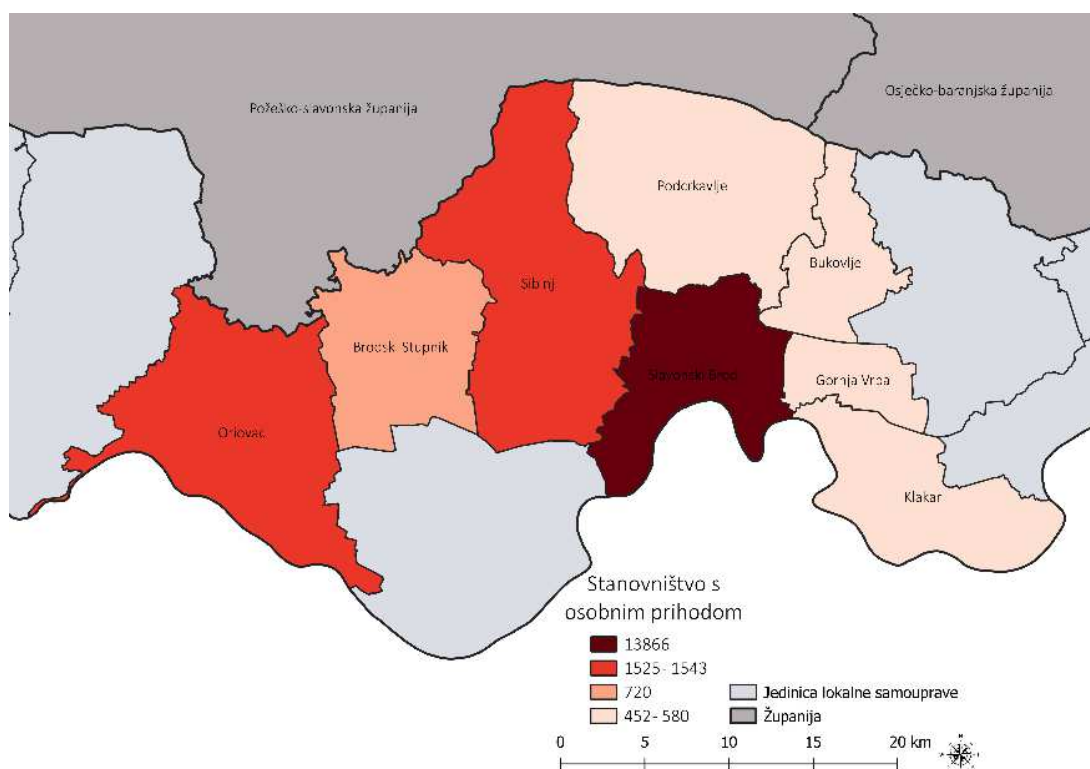 Požeško-slavonska županija
Osječko-baranjska županija
Podcrkavlje
Bukovlje
Sibinj
Brodski Stupnik
Slavonski Brod
Gornja Vrba
Oriovac
Klakar
Stanovništvo s
osobnim prihodom
13866
1525- 1543
720
452- 580
Jedinica lokalne samouprave
Županija
0 5 10 15 20 km